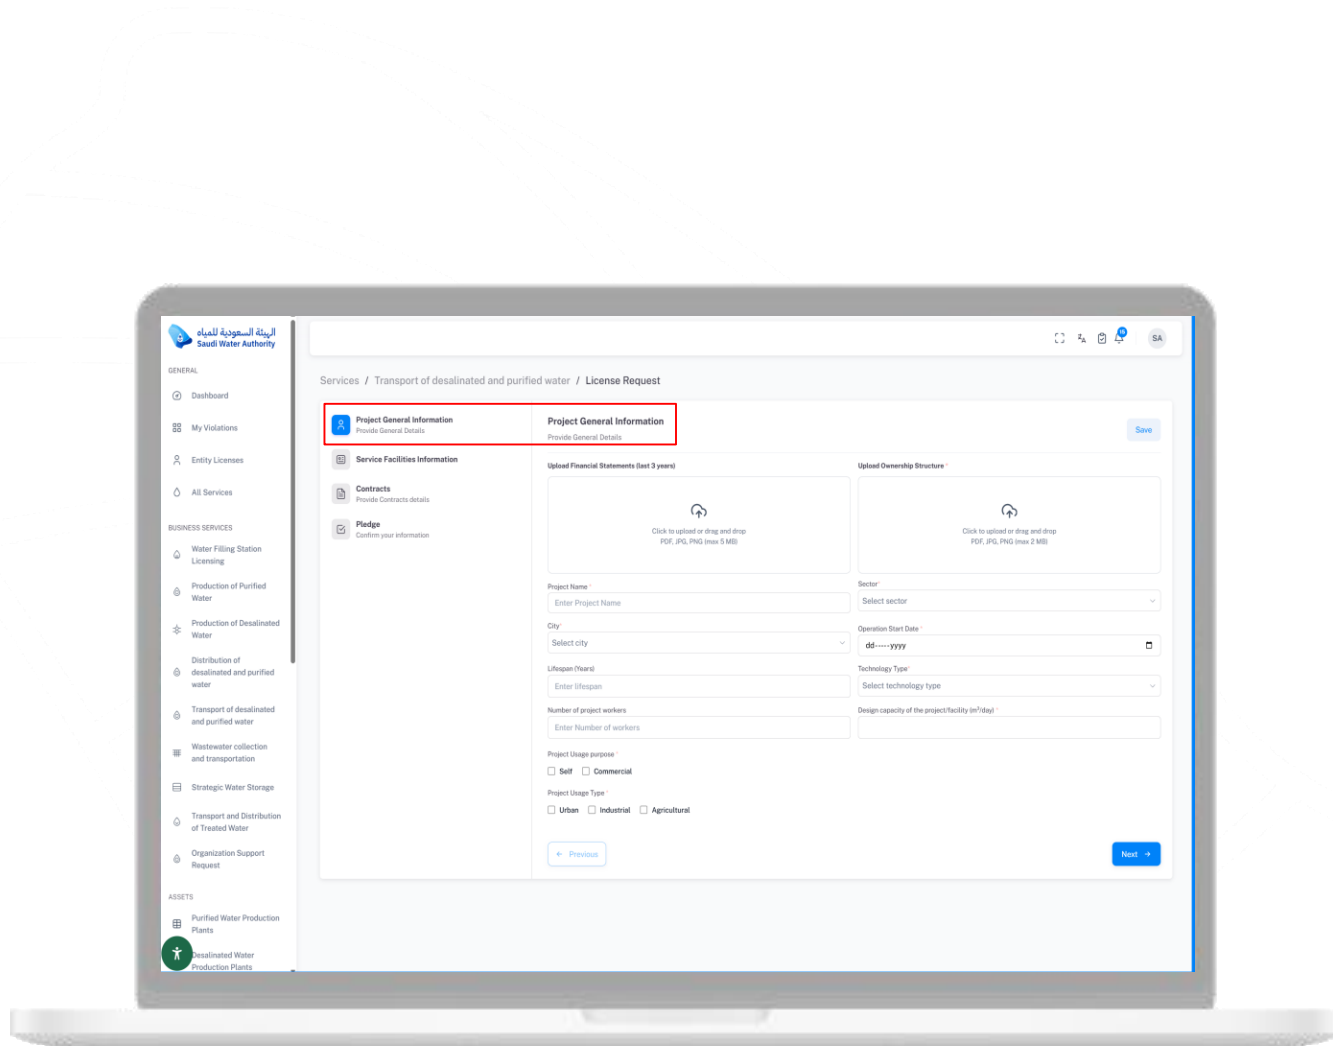 الهيئة السعودية للمياه
Saudi Water Authority
GENERAL
Dashboard
My Violations
Entity Licenses
All Services
BUSINESS SERVICES
Water Filling Station
Licensing
Production of Purified
Water
Production of Desalinated
Water
Distribution of
desalinated and purified
water
Transport of desalinated
and purified water
Wastewater collection
and transportation
Strategic Water Storage
Transport and Distribution
of Treated Water
Organization Support
Request
ASSETS
Purified Water Production
Plants
Desalinated Water
Production Plants
16
SA
Services / Transport of desalinated and purified water / License Request
Project General Information
Provide General Details
Service Facilities Information
Contracts
Provide Contracts details
Pledge
Confirm your information
Project General Information
Provide General Details
Save
Upload Financial Statements (last 3 years)
Click to upload or drag and drop
PDF, JPG, PNG (max 5 MB)
Upload Ownership Structure *
Click to upload or drag and drop
PDF, JPG, PNG (max 2 MB)
Project Name *
Enter Project Name
Sector *
Select sector
City *
Select city
Operation Start Date *
dd-----yyyy
Lifespan (Years)
Enter lifespan
Technology Type *
Select technology type
Number of project workers
Enter Number of workers
Design capacity of the project/facility (m³/day) *
Project Usage purpose *
Self Commercial
Project Usage Type *
Urban Industrial Agricultural
← Previous
Next →